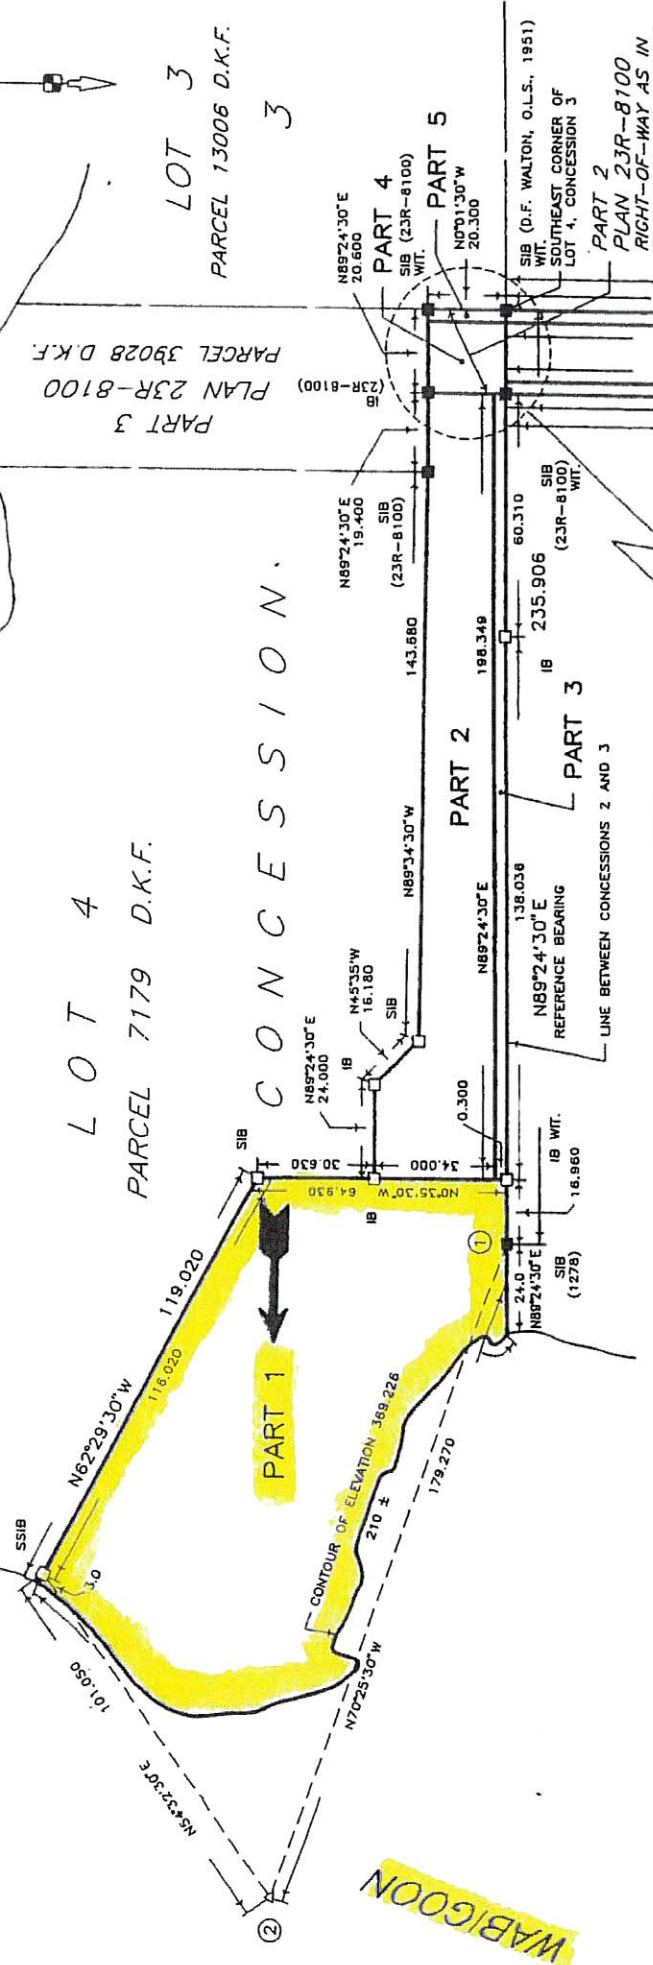 LOT 4
PARCEL 7179 D.K.F.
LOT 3
PARCEL 13006 D.K.F.
CONCESSION 3
PART 3
PLAN 23R-8100
PARCEL 39028 D.K.F.
SSIB
3.0
N62°29'30"W
119.020
116.020
SIB
101.050
N54°32'30"E
2
N70°25'30"W
179.270
CONTOUR OF ELEVATION 369.226
210 ±
PART 1
N0°35'30"W
64.930
30.630
34.000
IB
1
24.0
N89°24'30"E
SIB
(1278)
16.960
IB WIT.
0.300
N89°24'30"E
24.000
IB
N45°35'W
16.180
SIB
N89°34'30"W
143.680
N89°24'30"E
19.400
SIB
(23R-8100)
IB
(23R-8100)
N89°24'30"E
20.600
PART 4
SIB (23R-8100)
WIT.
PART 5
N0°01'30"W
20.300
PART 2
N89°24'30"E
198.349
138.036
N89°24'30"E
REFERENCE BEARING
LINE BETWEEN CONCESSIONS 2 AND 3
PART 3
IB
235.906
60.310
SIB
(23R-8100)
WIT.
SIB (D.F. WALTON, O.L.S., 1951)
WIT.
SOUTHEAST CORNER OF
LOT 4, CONCESSION 3
PART 2
PLAN 23R-8100
RIGHT-OF-WAY AS IN
WABIGOON